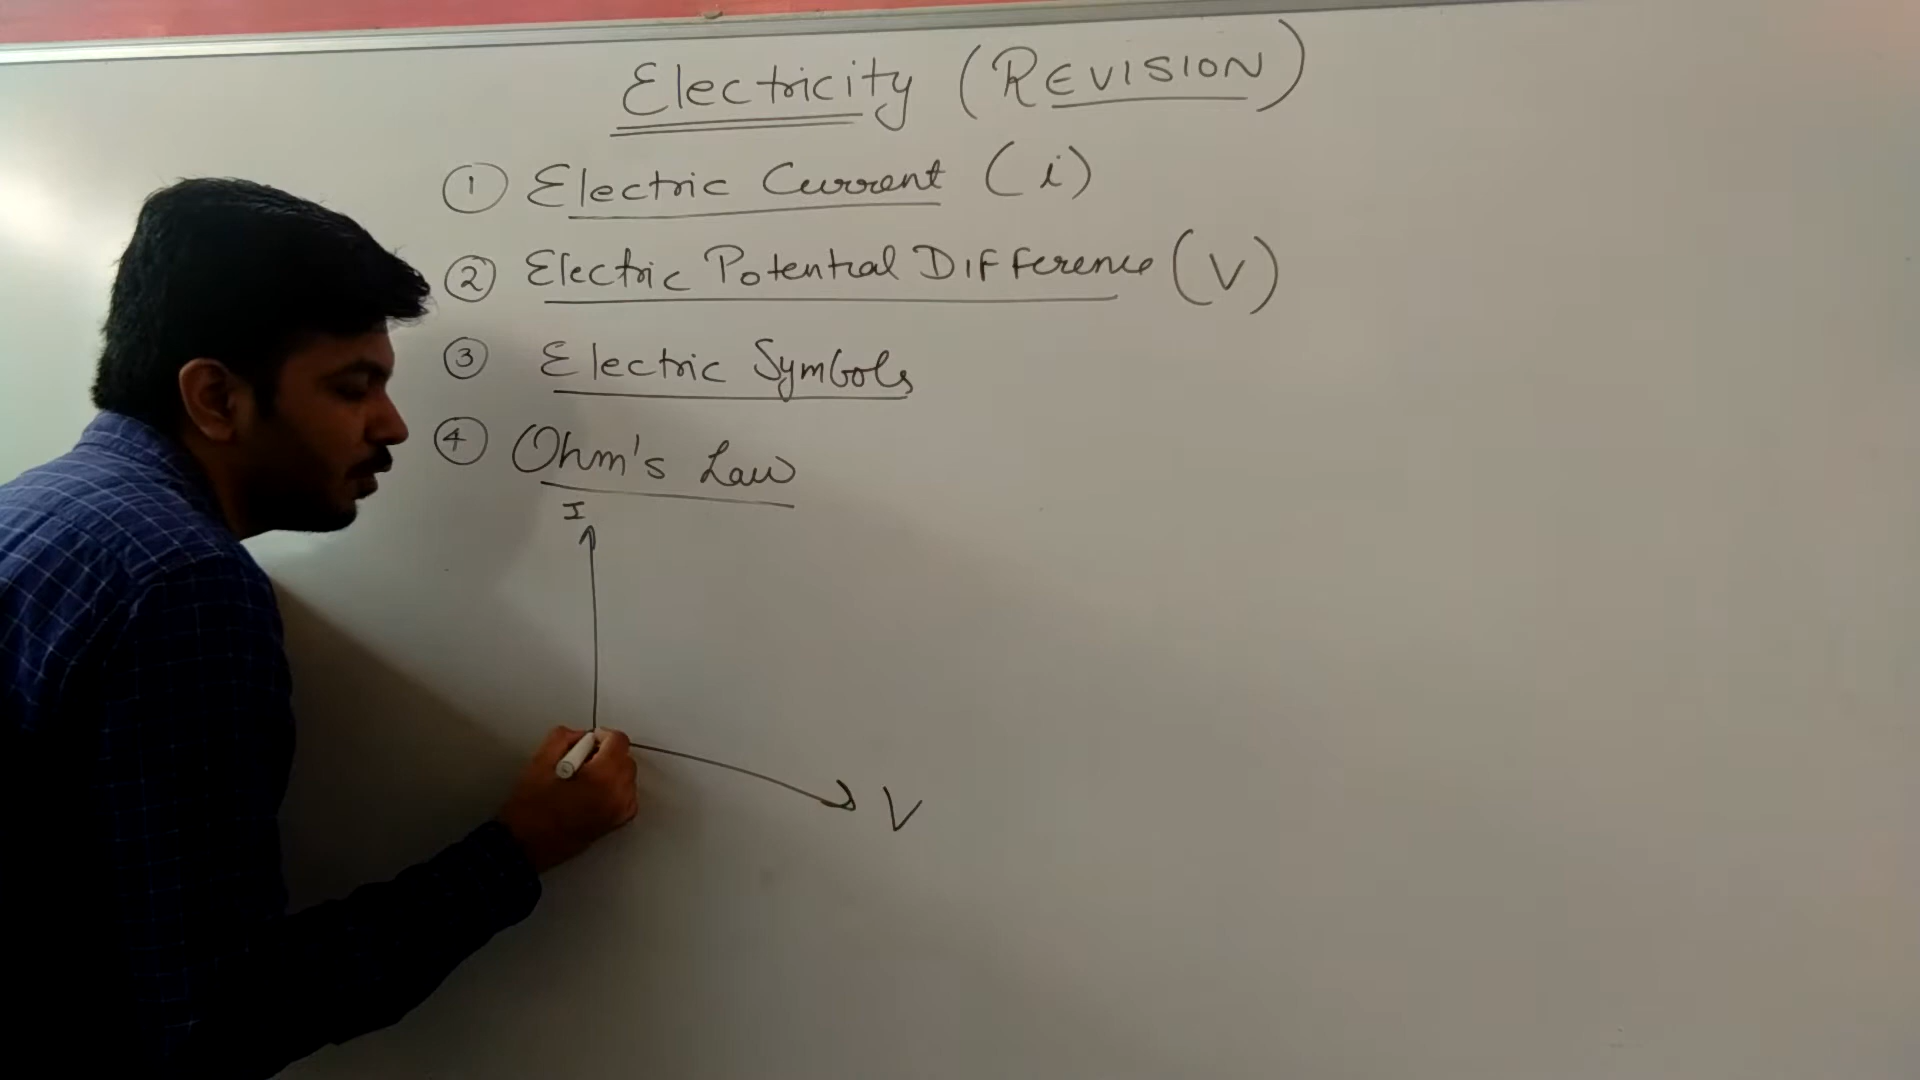 Electricity (REVISION)
① Electric Current (i)
② Electric Potential Difference (V)
③ Electric Symbols
④ Ohm's Law
I
V